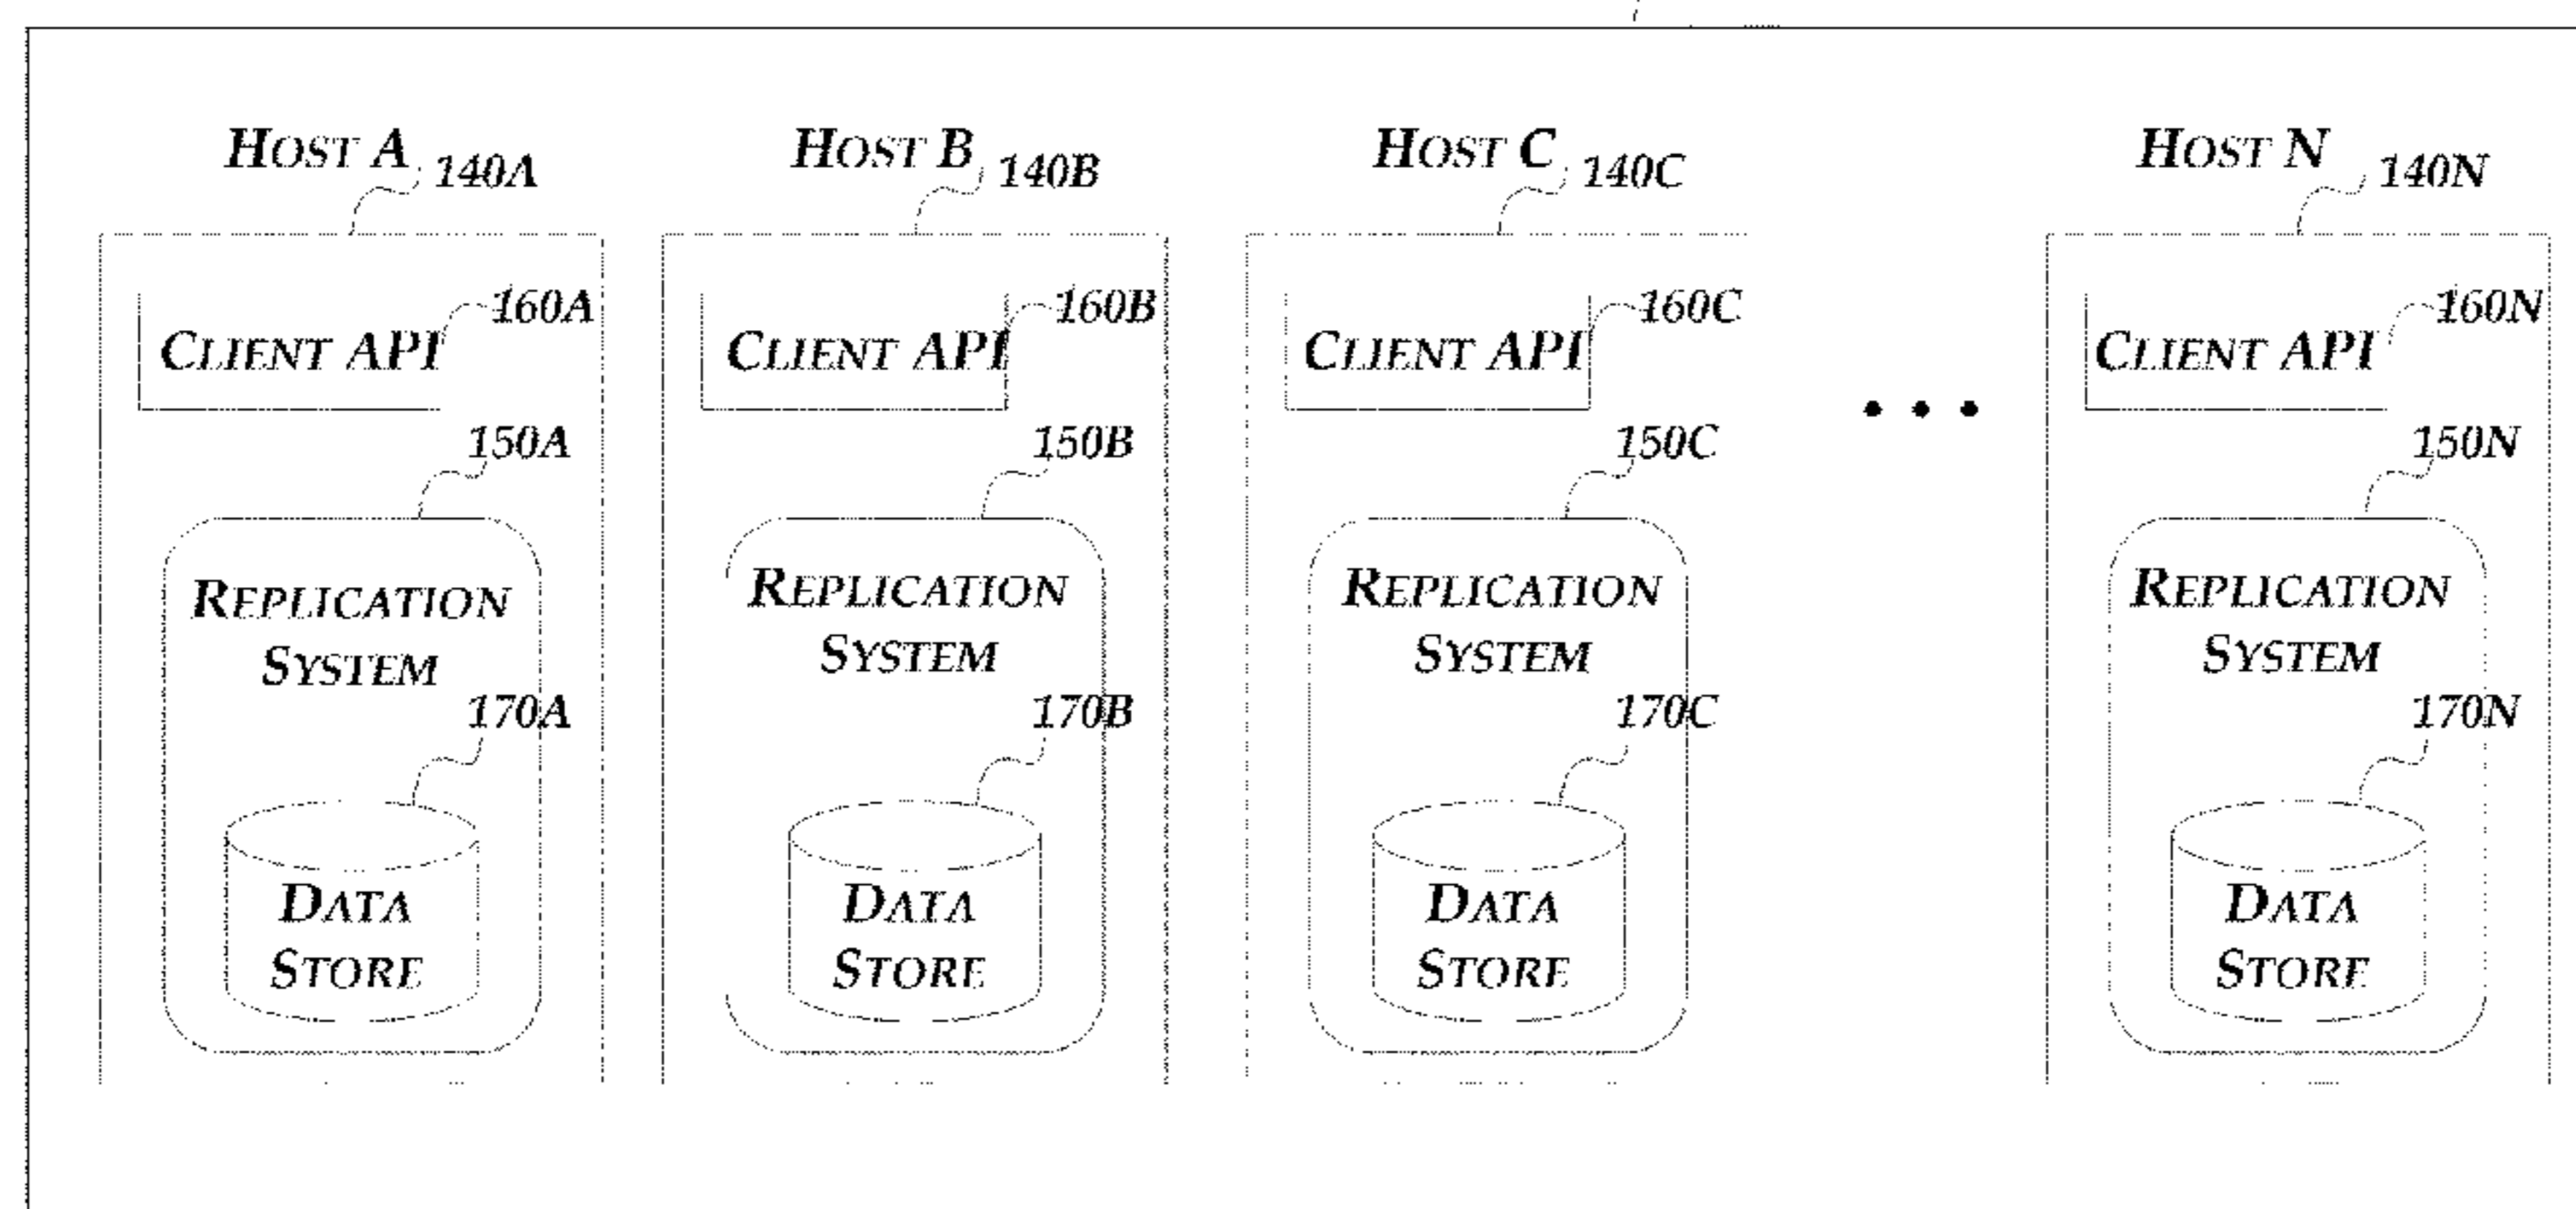 HOST A 140A
HOST B 140B
HOST C 140C
HOST N 140N
160A
160B
160C
160N
CLIENT API
CLIENT API
CLIENT API
CLIENT API
• • •
150A
150B
150C
150N
REPLICATION
SYSTEM
REPLICATION
SYSTEM
REPLICATION
SYSTEM
REPLICATION
SYSTEM
170A
170B
170C
170N
DATA
STORE
DATA
STORE
DATA
STORE
DATA
STORE